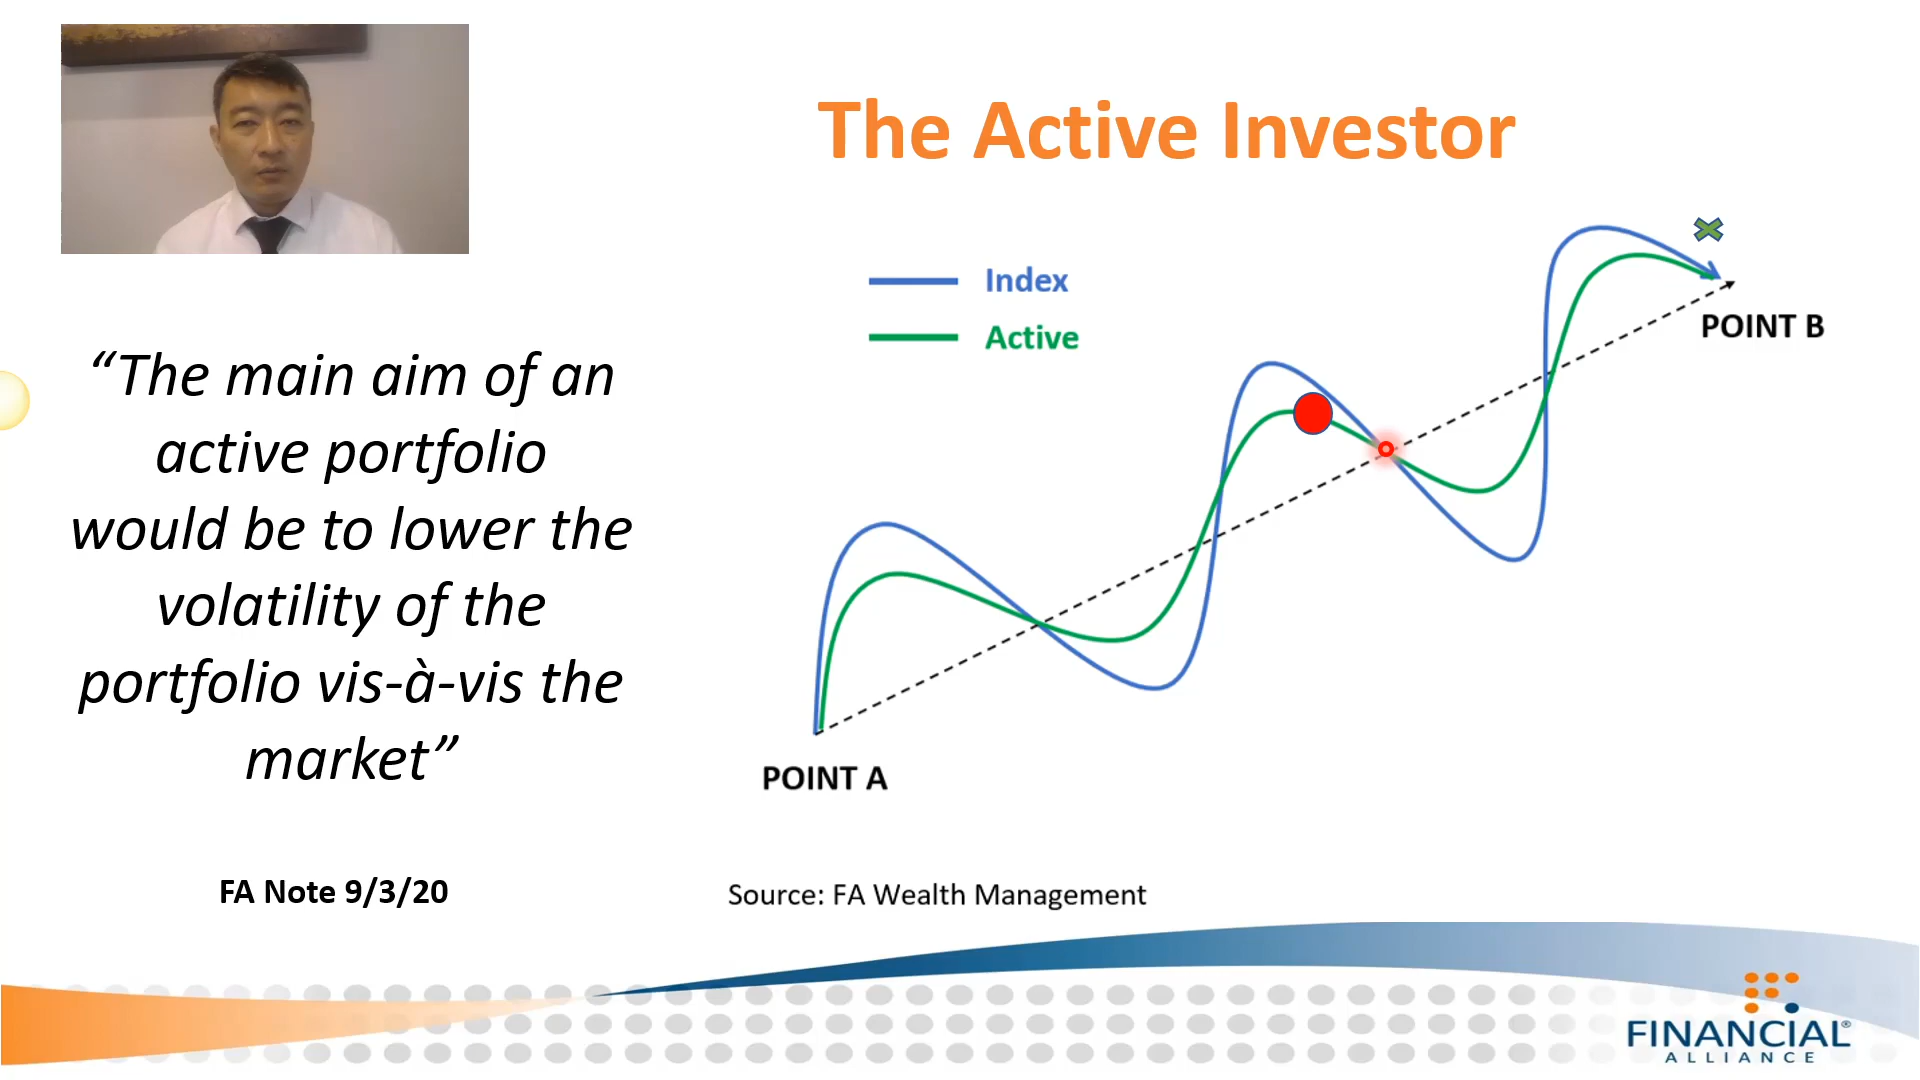 The Active Investor
Index
Active
“The main aim of an
active portfolio
would be to lower the
volatility of the
portfolio vis-à-vis the
market”
POINT B
POINT A
FA Note 9/3/20
Source: FA Wealth Management
FINANCIAL®
ALLIANCE